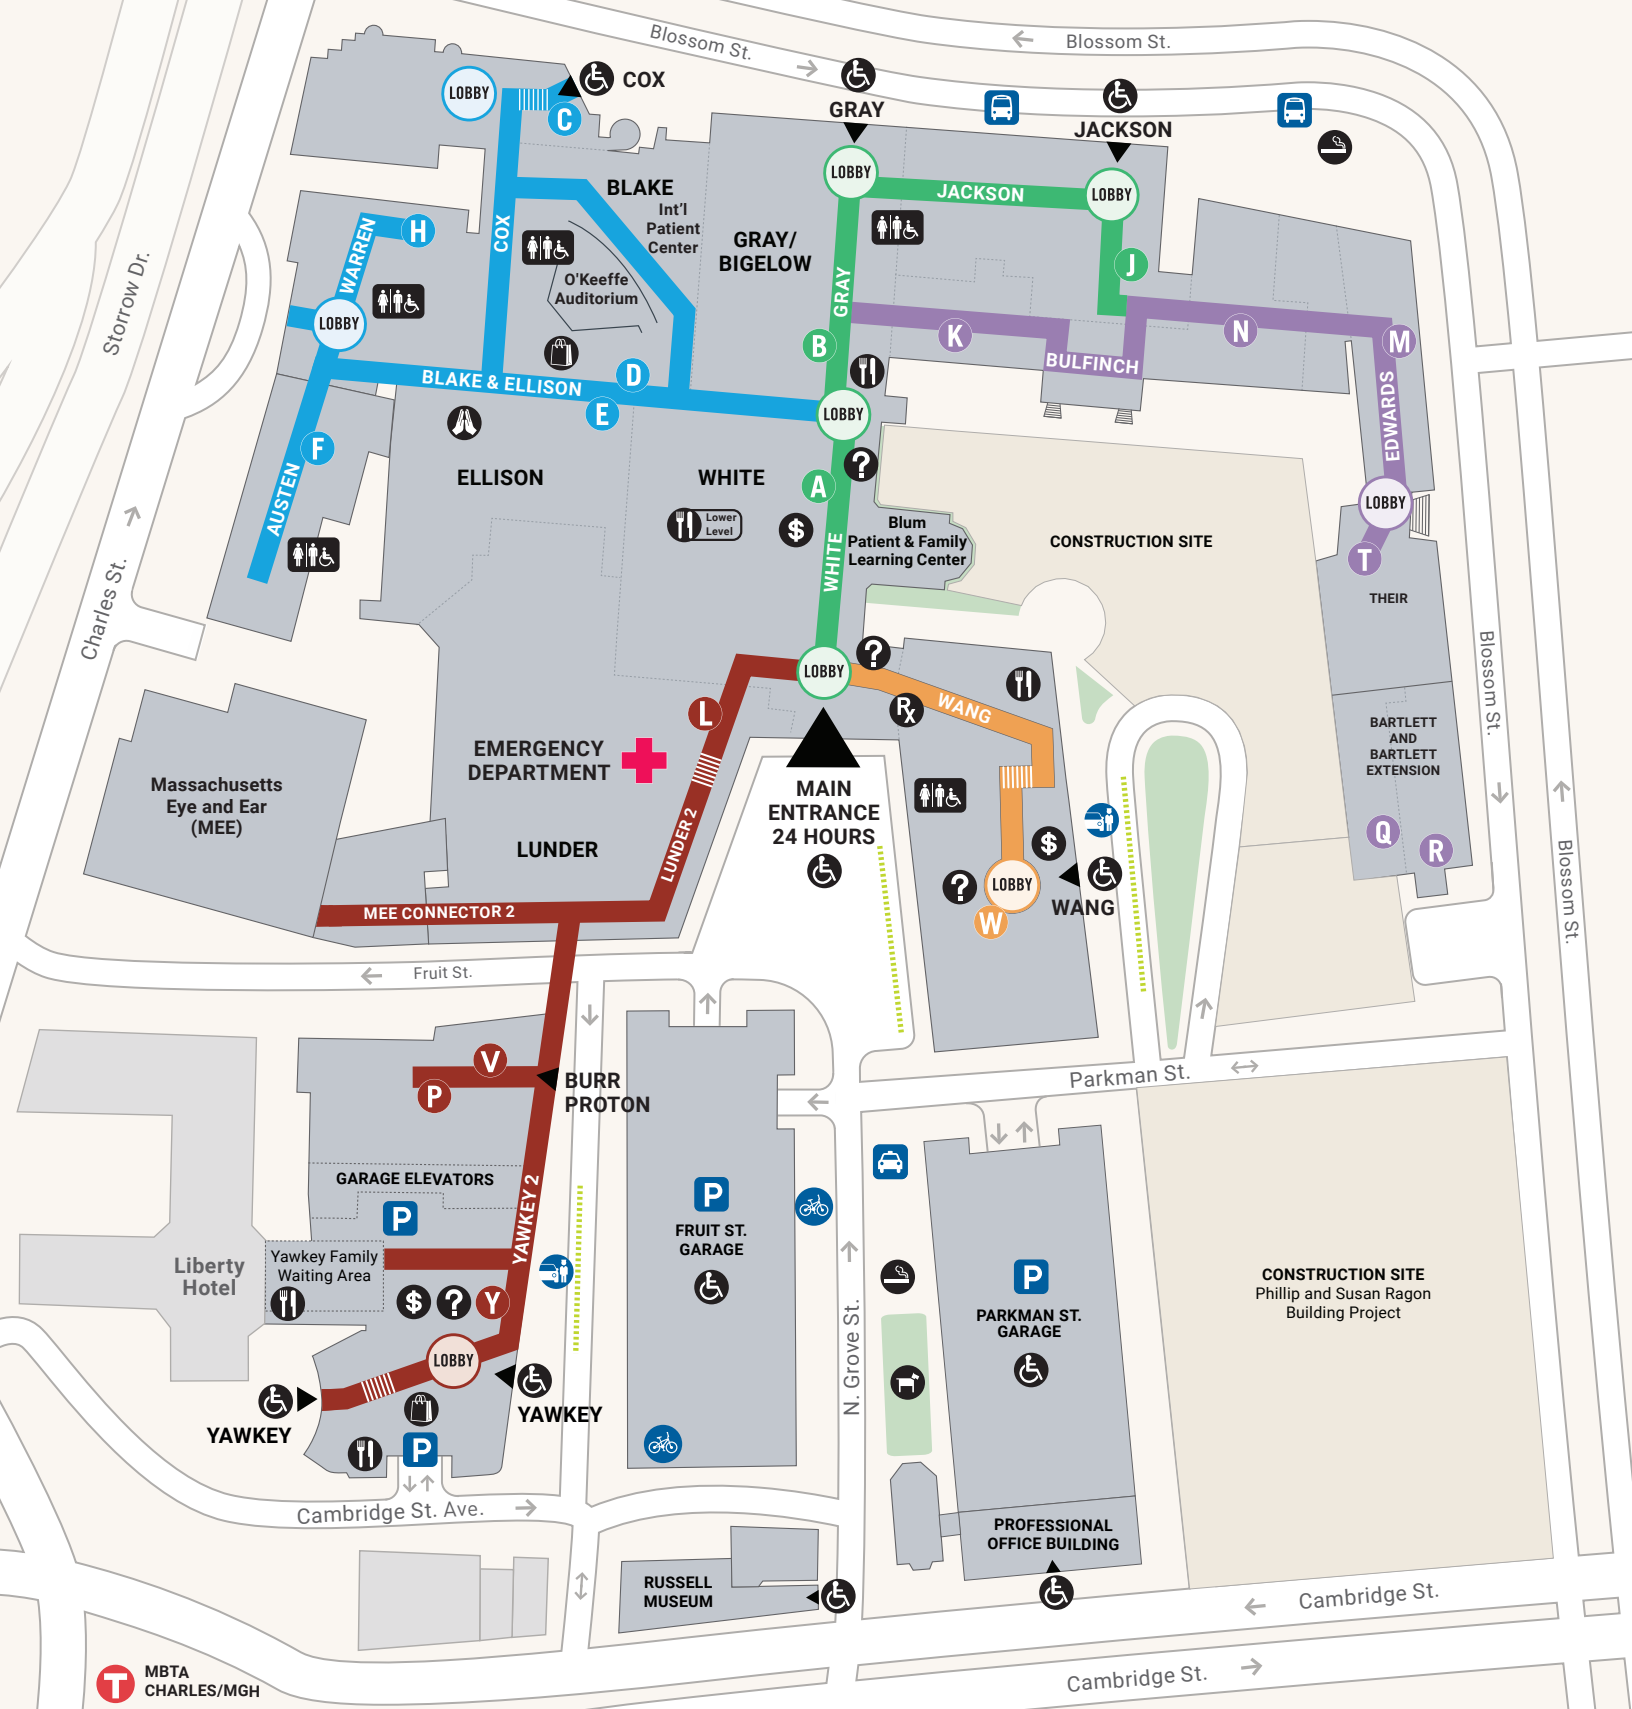 Blossom St.
Blossom St.
LOBBY
COX
C
GRAY
JACKSON
BLAKE
Int'l
Patient
Center
LOBBY
JACKSON
LOBBY
H
WARREN
COX
O'Keeffe
Auditorium
GRAY/
BIGELOW
GRAY
J
Storrow Dr.
LOBBY
B
K
BULFINCH
N
M
BLAKE & ELLISON
D
E
LOBBY
EDWARDS
F
AUSTEN
ELLISON
WHITE
A
Lower
Level
$
?
WHITE
Blum
Patient & Family
Learning Center
CONSTRUCTION SITE
LOBBY
T
THEIR
Charles St.
Blossom St.
LOBBY
?
Rx
WANG
L
EMERGENCY
DEPARTMENT
MAIN
ENTRANCE
24 HOURS
BARTLETT
AND
BARTLETT
EXTENSION
Q
R
Massachusetts
Eye and Ear
(MEE)
LUNDER
LUNDER 2
$
?
LOBBY
W
WANG
Blossom St.
MEE CONNECTOR 2
Fruit St.
V
P
BURR
PROTON
Parkman St.
GARAGE ELEVATORS
P
YAWKEY 2
P
FRUIT ST.
GARAGE
Liberty
Hotel
Yawkey Family
Waiting Area
$
?
Y
LOBBY
P
PARKMAN ST.
GARAGE
CONSTRUCTION SITE
Phillip and Susan Ragon
Building Project
N. Grove St.
YAWKEY
YAWKEY
P
Cambridge St. Ave.
PROFESSIONAL
OFFICE BUILDING
RUSSELL
MUSEUM
Cambridge St.
T
MBTA
CHARLES/MGH
Cambridge St.